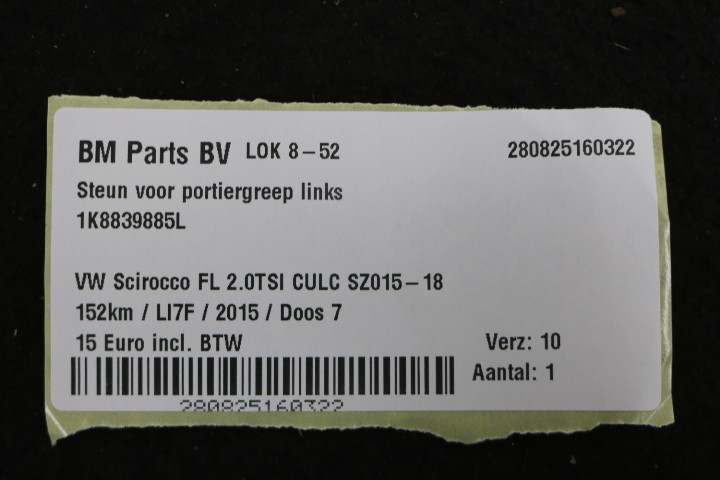 BM Parts BV LOK 8-52 280825160322
Steun voor portiergreep links
1K8839885L
VW Scirocco FL 2.0TSI CULC SZ015-18
152km / LI7F / 2015 / Doos 7
15 Euro incl. BTW Verz: 10
Aantal: 1
280825160322